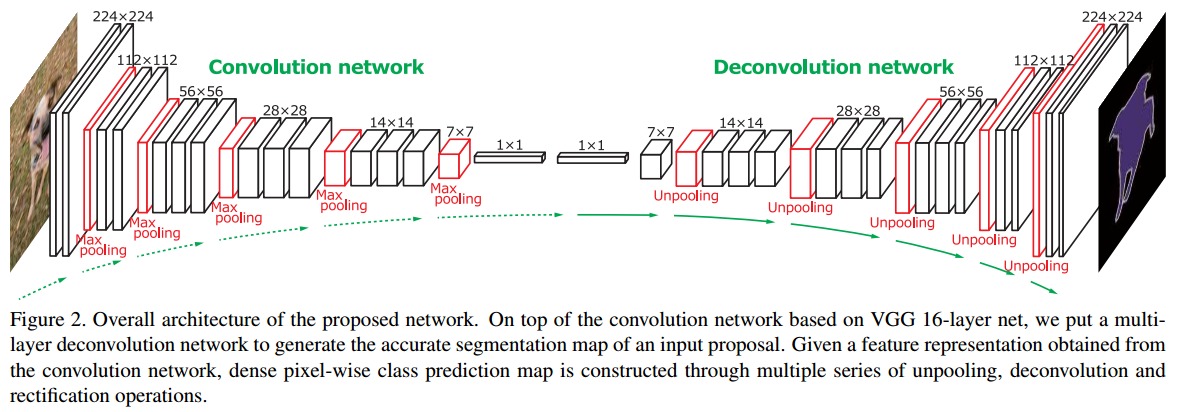 224×224
112×112
56×56
28×28
14×14
7×7
1×1
Convolution network
Max
pooling
Max
pooling
Max
pooling
Max
pooling
Max
pooling
Deconvolution network
1×1
7×7
14×14
28×28
56×56
112×112
224×224
Unpooling
Unpooling
Unpooling
Unpooling
Unpooling
Figure 2. Overall architecture of the proposed network. On top of the convolution network based on VGG 16-layer net, we put a multi-
layer deconvolution network to generate the accurate segmentation map of an input proposal. Given a feature representation obtained from
the convolution network, dense pixel-wise class prediction map is constructed through multiple series of unpooling, deconvolution and
rectification operations.